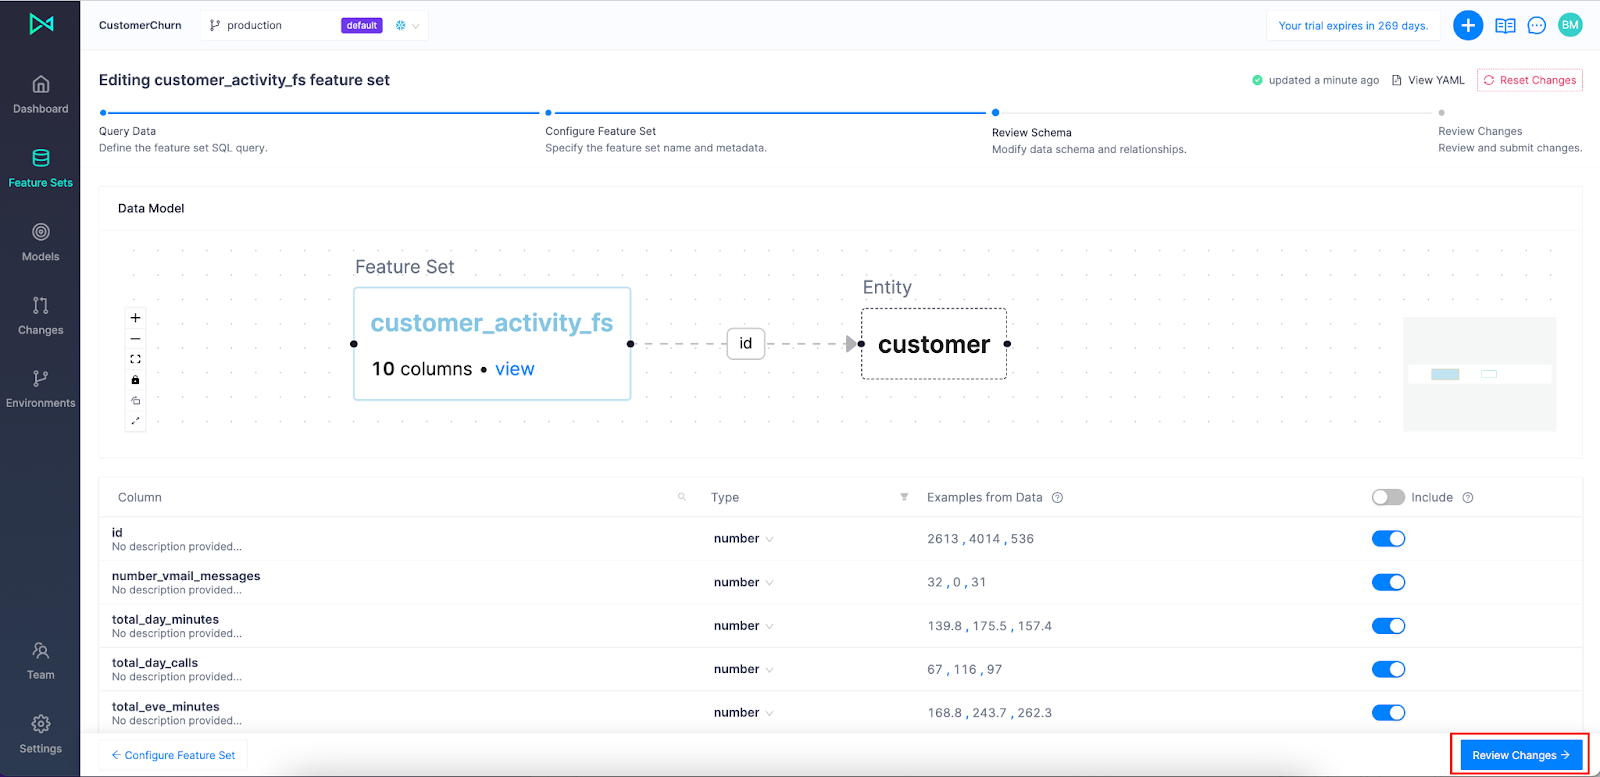 CustomerChurn
production
default
Your trial expires in 269 days.
BM
Dashboard
Feature Sets
Models
Changes
Environments
Team
Settings
Editing customer_activity_fs feature set
updated a minute ago
View YAML
Reset Changes
Query Data
Define the feature set SQL query.
Configure Feature Set
Specify the feature set name and metadata.
Review Schema
Modify data schema and relationships.
Review Changes
Review and submit changes.
Data Model
Feature Set
customer_activity_fs
10 columns • view
id
Entity
customer
Column
Type
Examples from Data
Include
id
No description provided...
number
2613 , 4014 , 536
number_vmail_messages
No description provided...
number
32 , 0 , 31
total_day_minutes
No description provided...
number
139.8 , 175.5 , 157.4
total_day_calls
No description provided...
number
67 , 116 , 97
total_eve_minutes
No description provided...
number
168.8 , 243.7 , 262.3
← Configure Feature Set
Review Changes →